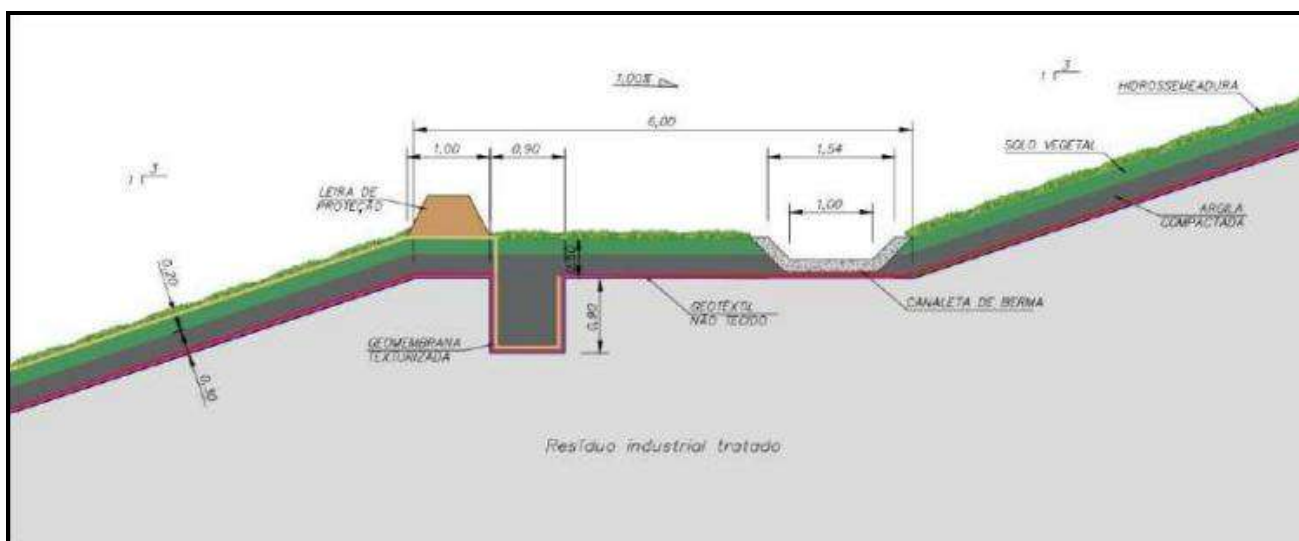 1,00%
3
1
HIDROSSEMEADURA
6,00
1,00
0,90
1,54
SOLO VEGETAL
3
1
LEIRA DE
PROTEÇÃO
1,00
ARGILA
COMPACTADA
0,20
GEOTÊXTIL
NÃO TECIDO
CANALETA DE BERMA
0,90
GEOMEMBRANA
TEXTURIZADA
0,30
Resíduo industrial tratado